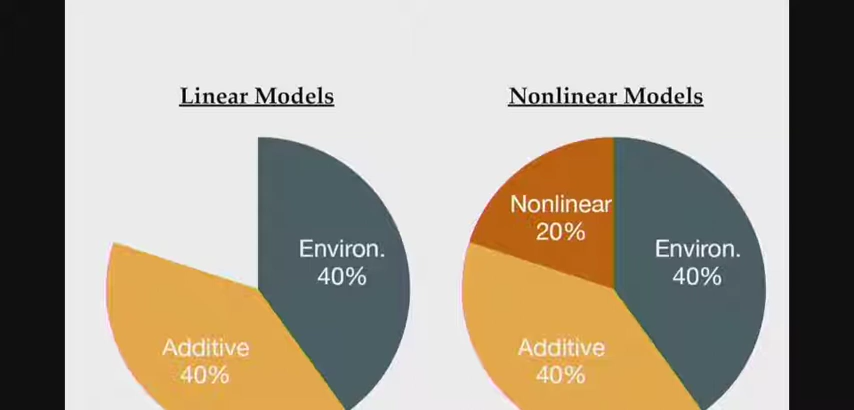 Linear Models
Nonlinear Models
Environ.
40%
Additive
40%
Nonlinear
20%
Environ.
40%
Additive
40%